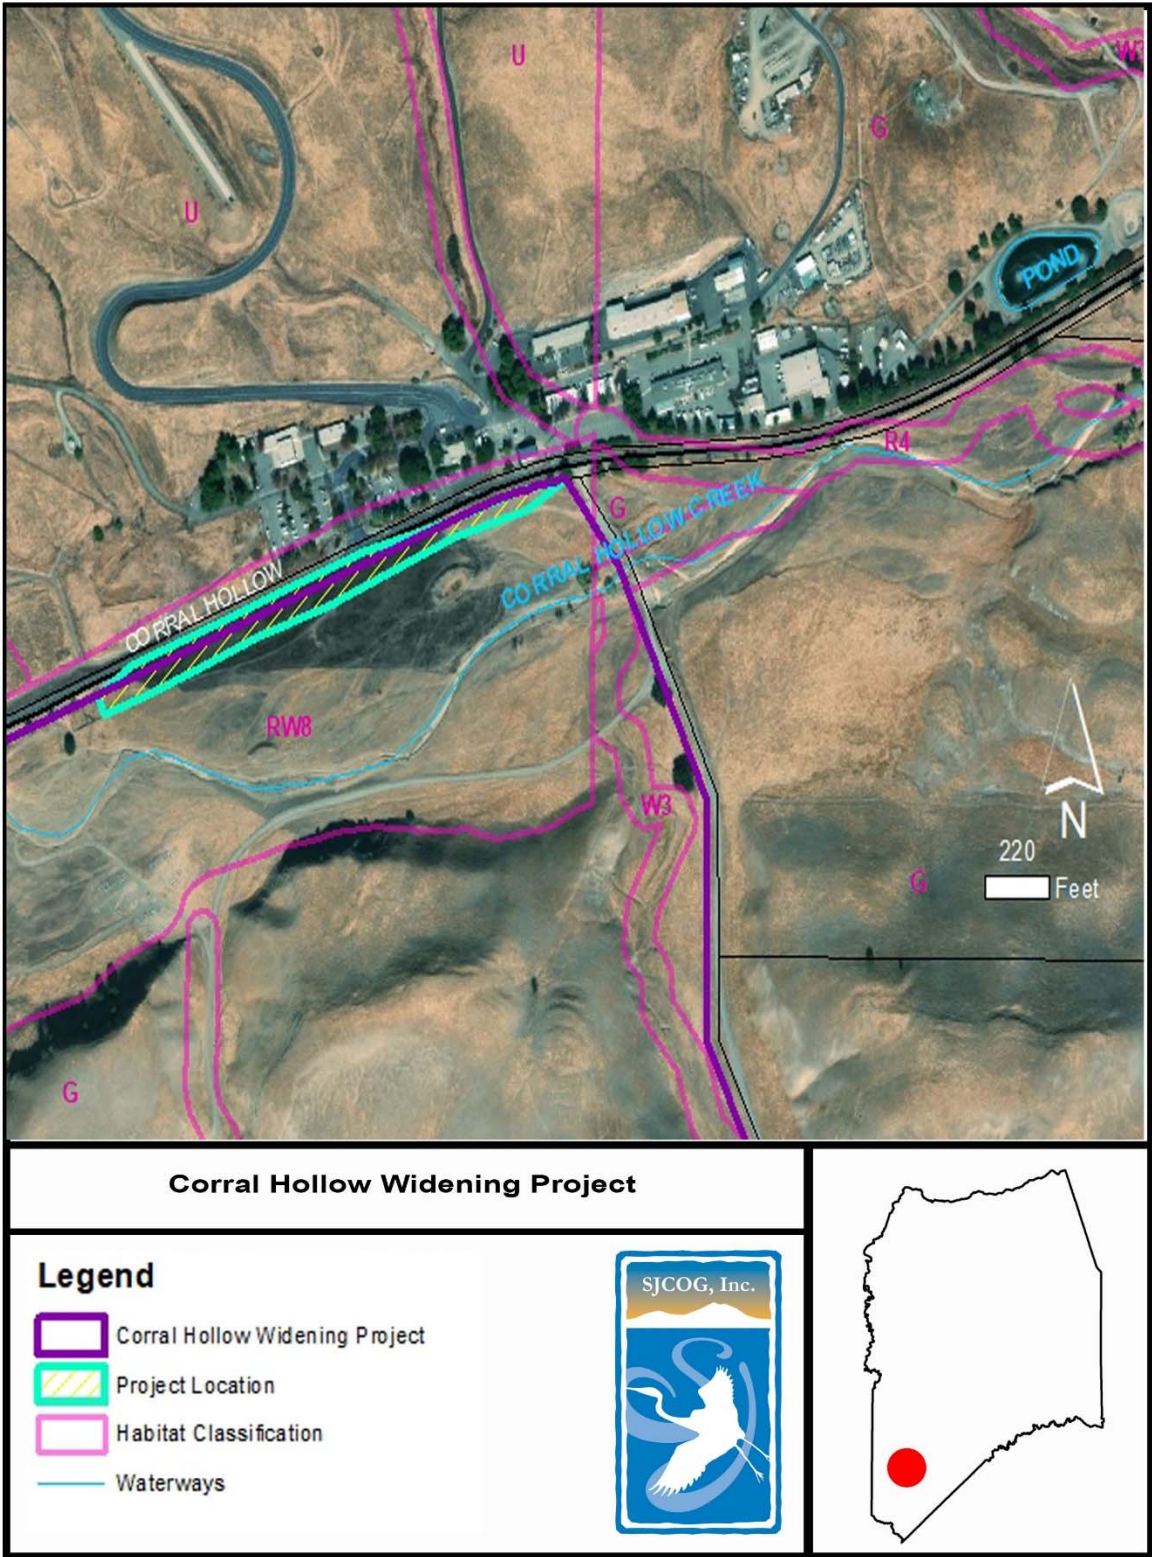 U
W3
G
U
POND
R4
G
CORRAL HOLLOW CREEK
CORRAL HOLLOW
RW8
W3
N
220
Feet
G
G
Corral Hollow Widening Project
Legend
Corral Hollow Widening Project
Project Location
Habitat Classification
Waterways
SJCOG, Inc.